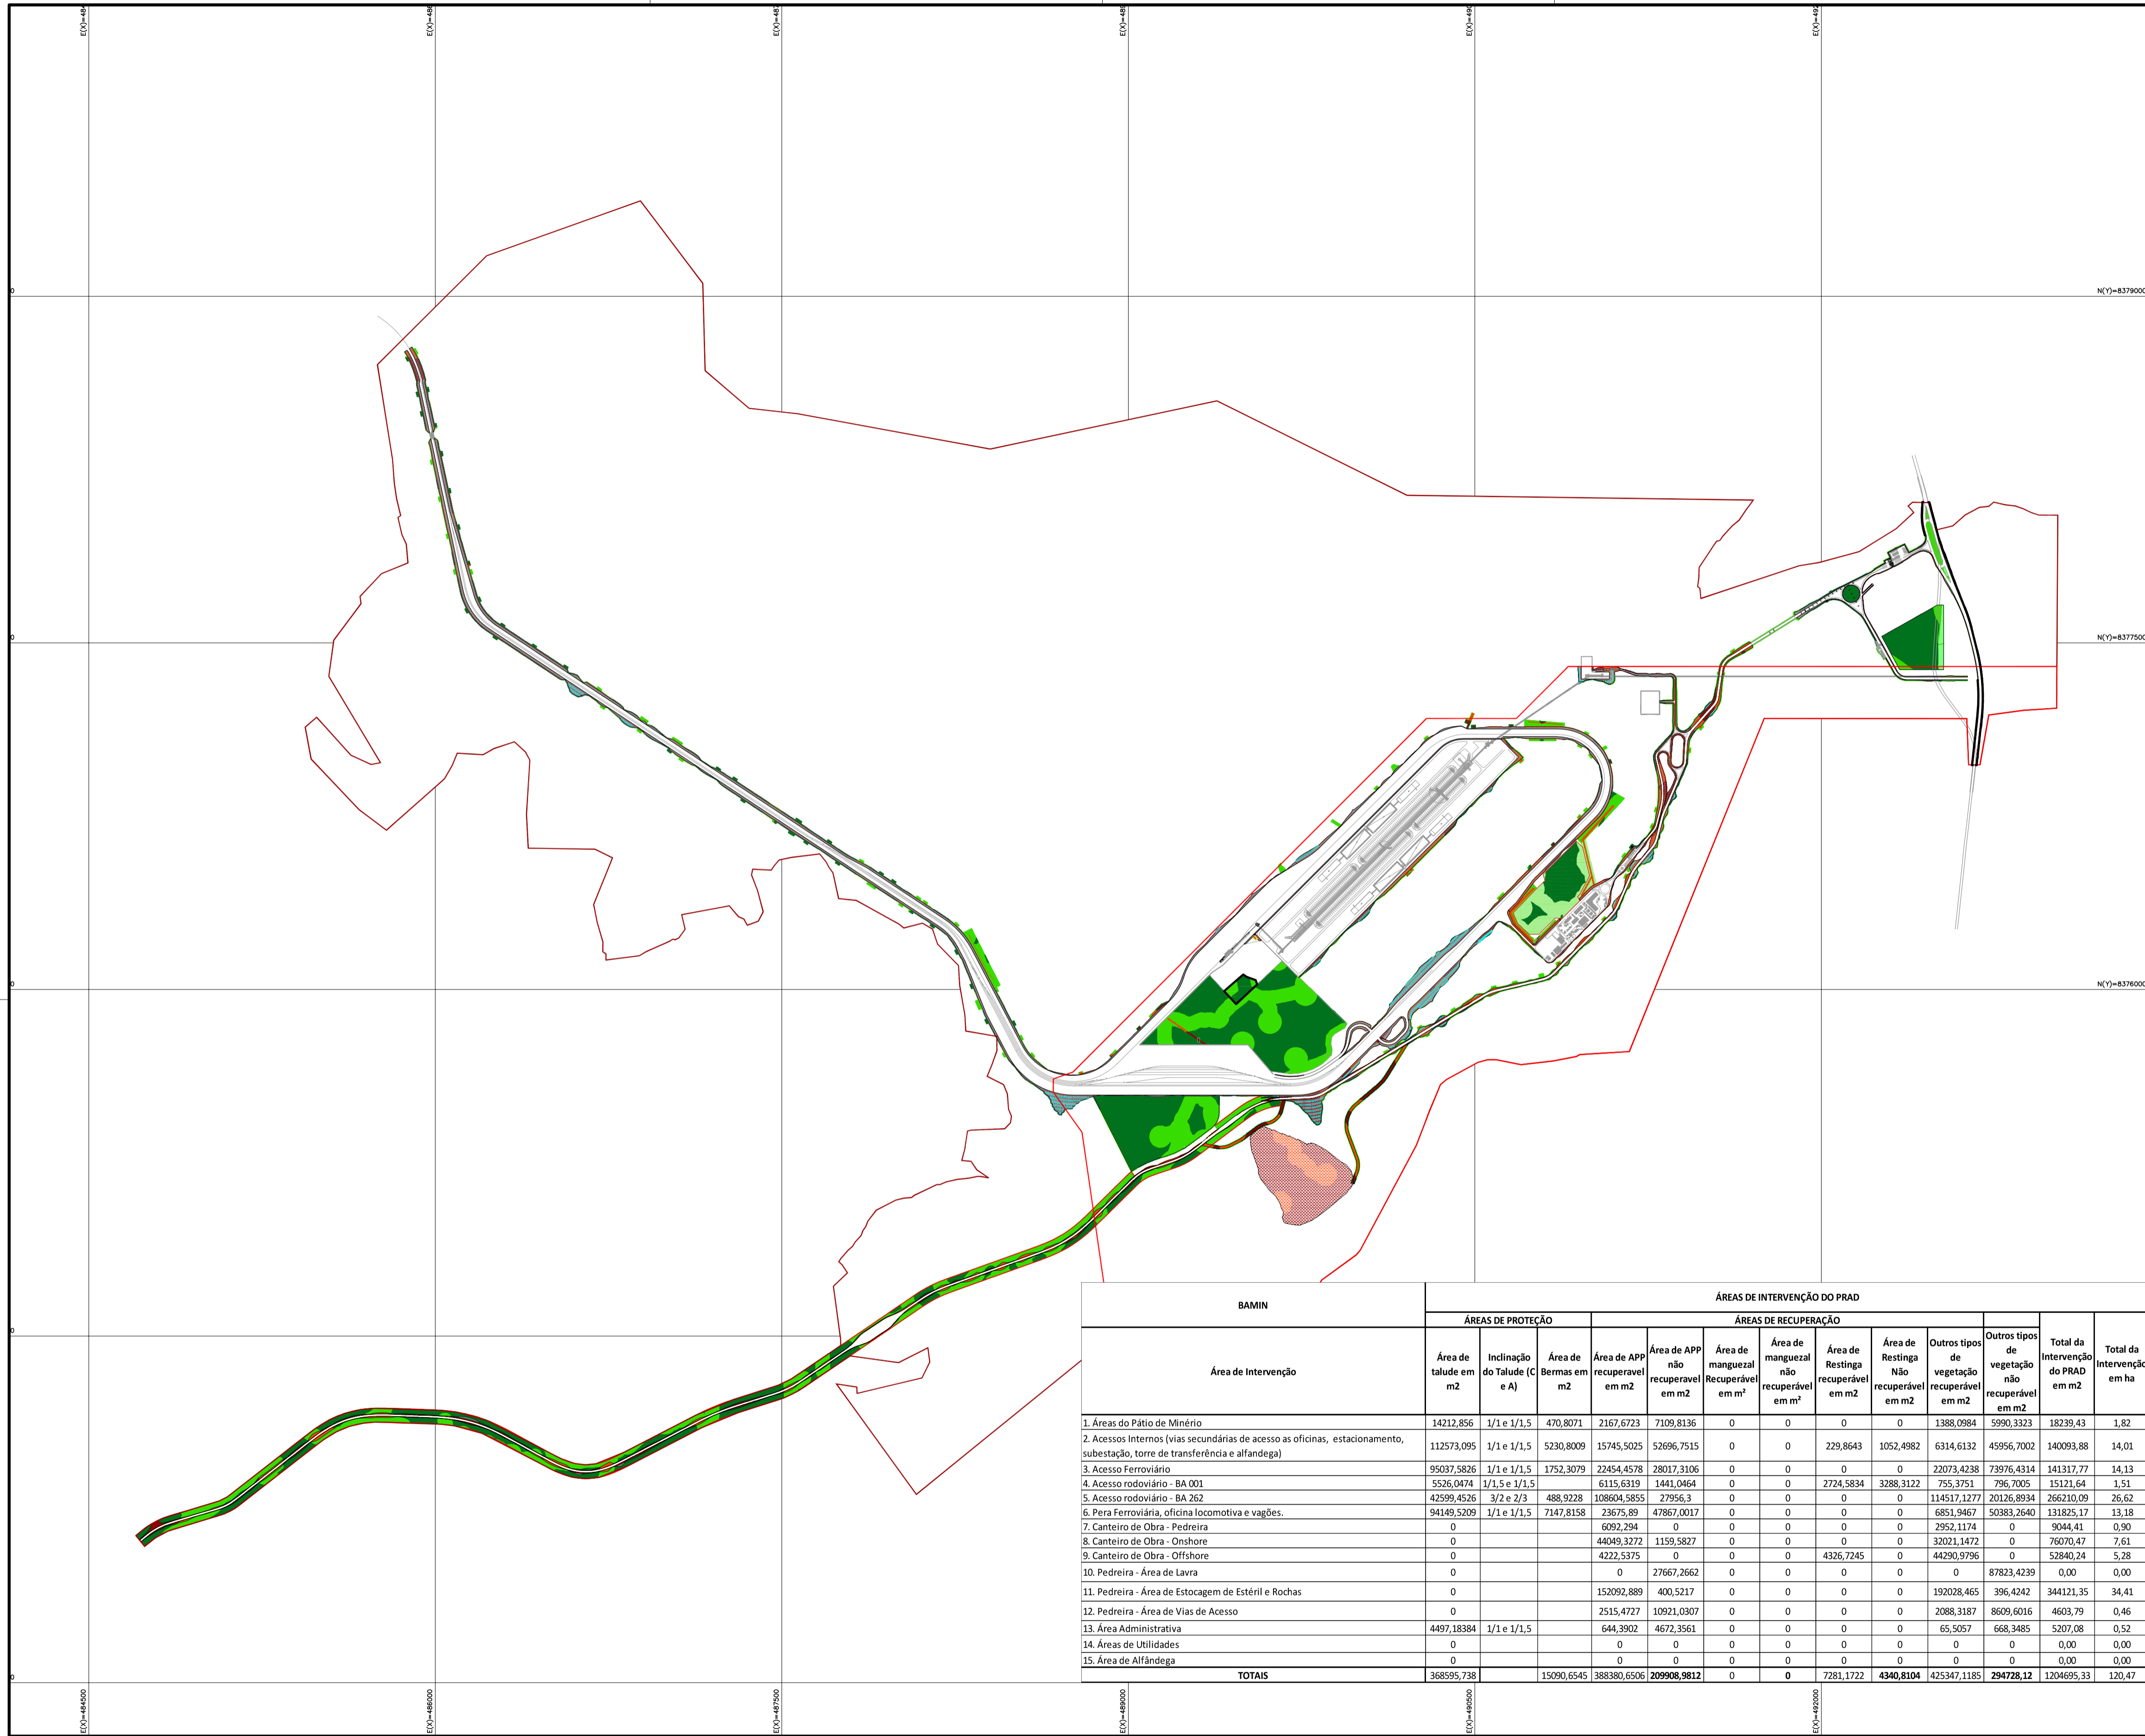 E(X)=484
E(X)=486
E(X)=487
E(X)=489
E(X)=490
E(X)=492
0
N(Y)=8379000
0
N(Y)=8377500
0
N(Y)=8376000
0
0
BAMIN
ÁREAS DE INTERVENÇÃO DO PRAD
ÁREAS DE PROTEÇÃO
ÁREAS DE RECUPERAÇÃO
Área de Intervenção
Área de talude em m2
Inclinação do Talude (C e A)
Área de Bermas em m2
Área de APP recuperavel em m2
Área de APP não recuperavel em m2
Área de manguezal Recuperável em m²
Área de manguezal não recuperável em m²
Área de Restinga recuperável em m2
Área de Restinga Não recuperável em m2
Outros tipos de vegetação recuperável em m2
Outros tipos de vegetação não recuperável em m2
Total da Intervenção do PRAD em m2
Total da Intervenção em ha
1. Áreas do Pátio de Minério 14212,856 1/1 e 1/1,5 470,8071 2167,6723 7109,8136 0 0 0 0 1388,0984 5990,3323 18239,43 1,82
2. Acessos Internos (vias secundárias de acesso as oficinas, estacionamento,
subestação, torre de transferência e alfandega) 112573,095 1/1 e 1/1,5 5230,8009 15745,5025 52696,7515 0 0 229,8643 1052,4982 6314,6132 45956,7002 140093,88 14,01
3. Acesso Ferroviário 95037,5826 1/1 e 1/1,5 1752,3079 22454,4578 28017,3106 0 0 0 0 22073,4238 73976,4314 141317,77 14,13
4. Acesso rodoviário - BA 001 5526,0474 1/1,5 e 1/1,5 6115,6319 1441,0464 0 0 2724,5834 3288,3122 755,3751 796,7005 15121,64 1,51
5. Acesso rodoviário - BA 262 42599,4526 3/2 e 2/3 488,9228 108604,5855 27956,3 0 0 0 0 114517,1277 20126,8934 266210,09 26,62
6. Pera Ferroviária, oficina locomotiva e vagões. 94149,5209 1/1 e 1/1,5 7147,8158 23675,89 47867,0017 0 0 0 0 6851,9467 50383,2640 131825,17 13,18
7. Canteiro de Obra - Pedreira 0 6092,294 0 0 0 0 0 2952,1174 0 9044,41 0,90
8. Canteiro de Obra - Onshore 0 44049,3272 1159,5827 0 0 0 0 32021,1472 0 76070,47 7,61
9. Canteiro de Obra - Offshore 0 4222,5375 0 0 0 4326,7245 0 44290,9796 0 52840,24 5,28
10. Pedreira - Área de Lavra 0 0 27667,2662 0 0 0 0 0 87823,4239 0,00 0,00
11. Pedreira - Área de Estocagem de Estéril e Rochas 0 152092,889 400,5217 0 0 0 0 192028,465 396,4242 344121,35 34,41
12. Pedreira - Área de Vias de Acesso 0 2515,4727 10921,0307 0 0 0 0 2088,3187 8609,6016 4603,79 0,46
13. Área Administrativa 4497,18384 1/1 e 1/1,5 644,3902 4672,3561 0 0 0 0 65,5057 668,3485 5207,08 0,52
14. Áreas de Utilidades 0 0 0 0 0 0 0 0 0 0,00 0,00
15. Área de Alfândega 0 0 0 0 0 0 0 0 0 0,00 0,00
TOTAIS 368595,738 15090,6545 388380,6506 209908,9812 0 0 7281,1722 4340,8104 425347,1185 294728,12 1204695,33 120,47
E(X)=484500
E(X)=486000
E(X)=487500
E(X)=489000
E(X)=490500
E(X)=492000